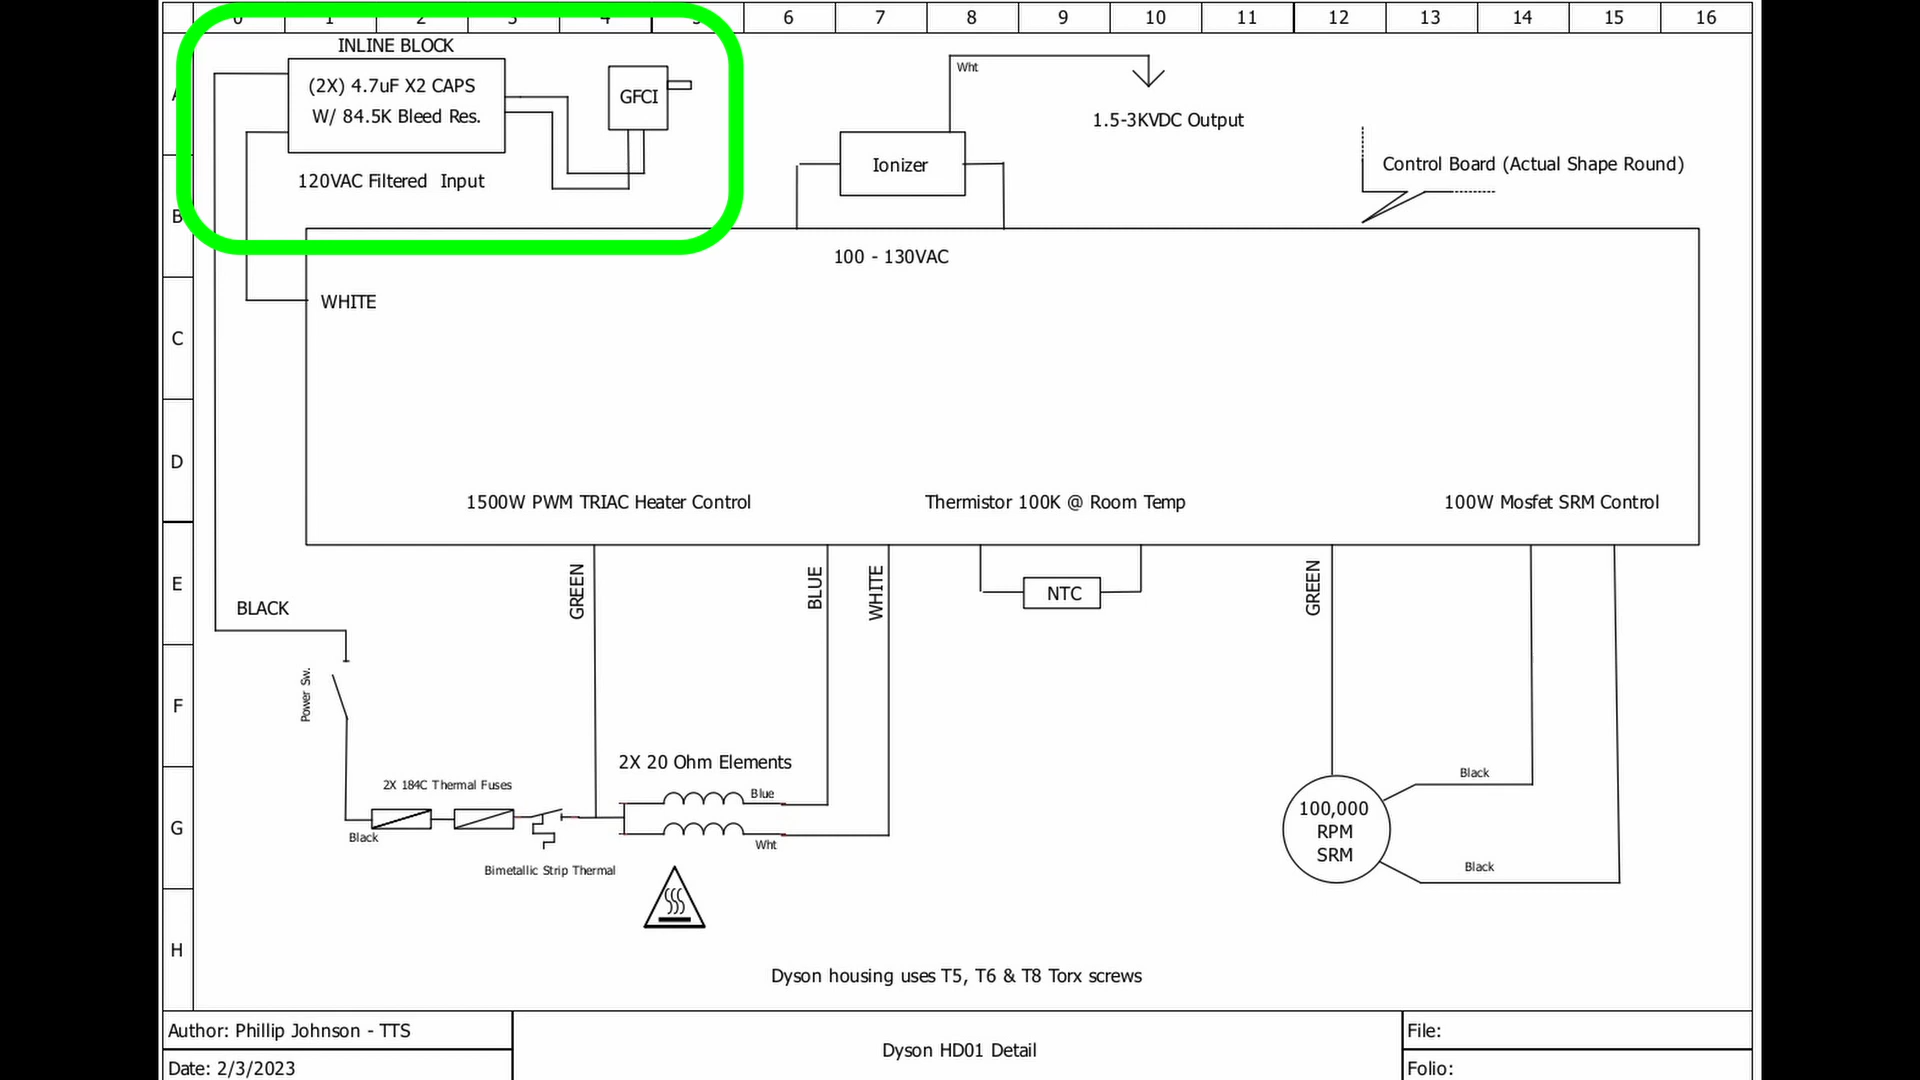 0 1 2 3 4 5 6 7 8 9 10 11 12 13 14 15 16
INLINE BLOCK
(2X) 4.7uF X2 CAPS
W/ 84.5K Bleed Res.
GFCI
120VAC Filtered Input
Wht
1.5-3KVDC Output
Ionizer
Control Board (Actual Shape Round)
A
B
C
D
E
F
G
H
100 - 130VAC
WHITE
1500W PWM TRIAC Heater Control
Thermistor 100K @ Room Temp
100W Mosfet SRM Control
GREEN
BLUE
WHITE
NTC
GREEN
BLACK
Power Sw.
2X 20 Ohm Elements
2X 184C Thermal Fuses
Blue
Black
Black
Wht
Bimetallic Strip Thermal
100,000
RPM
SRM
Black
Dyson housing uses T5, T6 & T8 Torx screws
Author: Phillip Johnson - TTS
Date: 2/3/2023
Dyson HD01 Detail
File:
Folio: